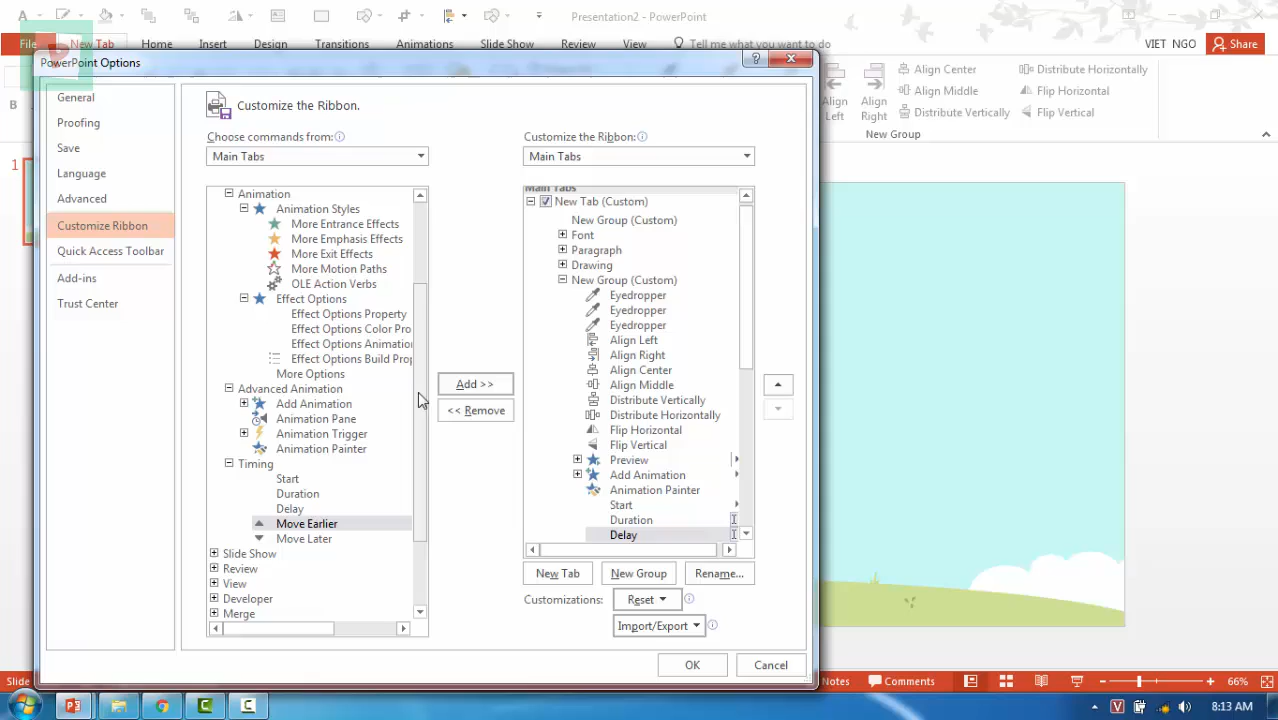 Presentation2 - PowerPoint
File
New Tab
Home
Insert
Design
Transitions
Animations
Slide Show
Review
View
Tell me what you want to do
VIET NGO
Share
PowerPoint Options
B
Align Left
Align Right
Align Center
Align Middle
Distribute Vertically
Distribute Horizontally
Flip Horizontal
Flip Vertical
New Group
General
Proofing
Save
Language
Advanced
Customize Ribbon
Quick Access Toolbar
Add-ins
Trust Center
Customize the Ribbon.
Choose commands from:
Main Tabs
Animation
Animation Styles
More Entrance Effects
More Emphasis Effects
More Exit Effects
More Motion Paths
OLE Action Verbs
Effect Options
Effect Options Property
Effect Options Color Pro
Effect Options Animatio
Effect Options Build Prop
More Options
Advanced Animation
Add Animation
Animation Pane
Animation Trigger
Animation Painter
Timing
Start
Duration
Delay
Move Earlier
Move Later
Slide Show
Review
View
Developer
Merge
Add >>
<< Remove
Customize the Ribbon:
Main Tabs
Main Tabs
New Tab (Custom)
New Group (Custom)
Font
Paragraph
Drawing
New Group (Custom)
Eyedropper
Eyedropper
Eyedropper
Align Left
Align Right
Align Center
Align Middle
Distribute Vertically
Distribute Horizontally
Flip Horizontal
Flip Vertical
Preview
Add Animation
Animation Painter
Start
Duration
Delay
New Tab
New Group
Rename...
Customizations:
Reset
Import/Export
OK
Cancel
1
Slide
Notes
Comments
66%
8:13 AM